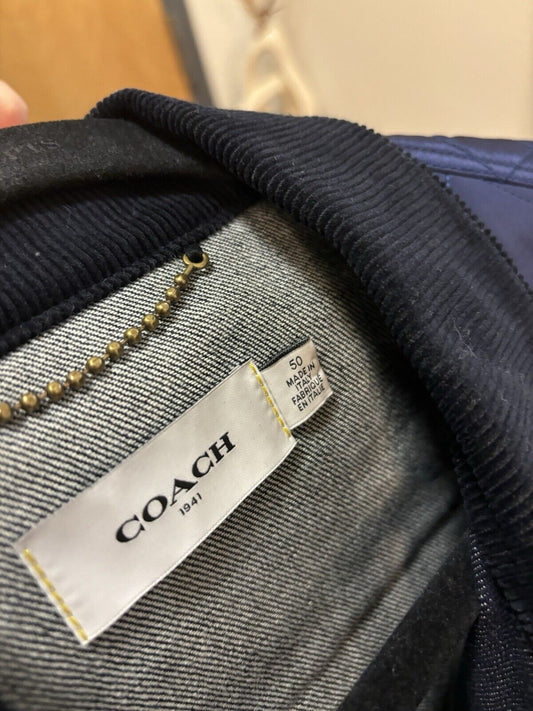 COACH
1941
50
MADE IN
ITALY
FABRIQUÉ
EN ITALIE